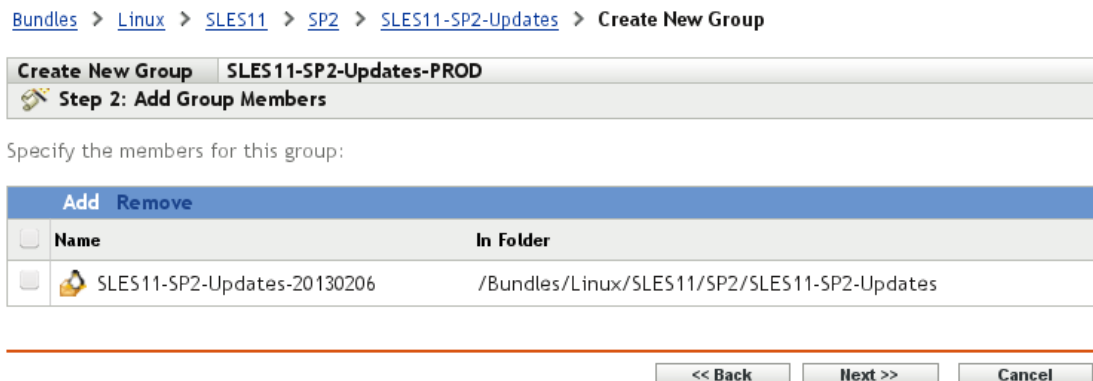 Bundles > Linux > SLES11 > SP2 > SLES11-SP2-Updates > Create New Group
Create New Group SLES11-SP2-Updates-PROD
Step 2: Add Group Members
Specify the members for this group:
Add Remove
Name In Folder
SLES11-SP2-Updates-20130206 /Bundles/Linux/SLES11/SP2/SLES11-SP2-Updates
<< Back Next >> Cancel